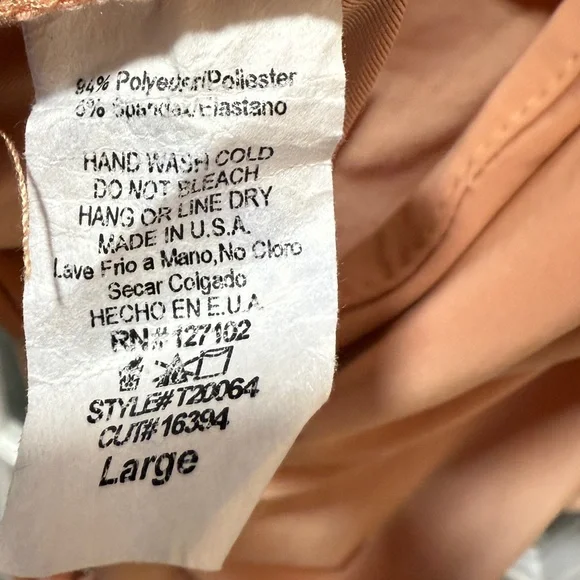 94% Polyester/Poliester
6% Spandex/Elastano
HAND WASH COLD
DO NOT BLEACH
HANG OR LINE DRY
MADE IN U.S.A.
Lave Frio a Mano,No Cloro
Secar Colgado
HECHO EN E.U.A
RN# 127102
STYLE# T20064
CUT# 16394
Large